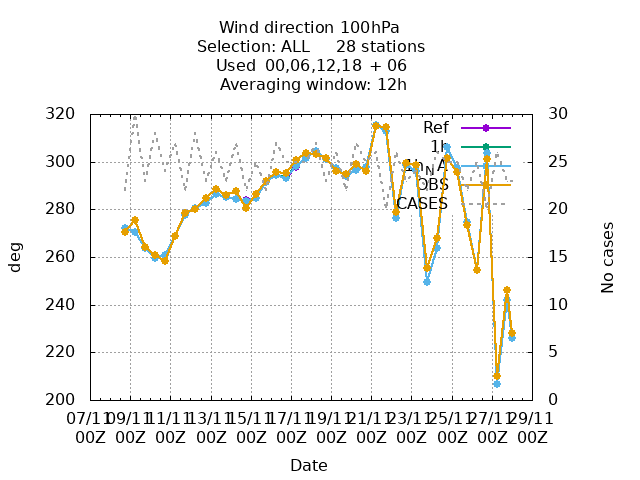 Wind direction 100hPa
Selection: ALL 28 stations
Used 00,06,12,18 + 06
Averaging window: 12h
320 30
Ref
1h
300 25
1h_NA
OBS
280 20
CASES
deg
260 15
No cases
240 10
220 5
200 0
07/11 09/11 11/11 13/11 15/11 17/11 19/11 21/11 23/11 25/11 27/11 29/11
00Z 00Z 00Z 00Z 00Z 00Z 00Z 00Z 00Z 00Z 00Z 00Z
Date